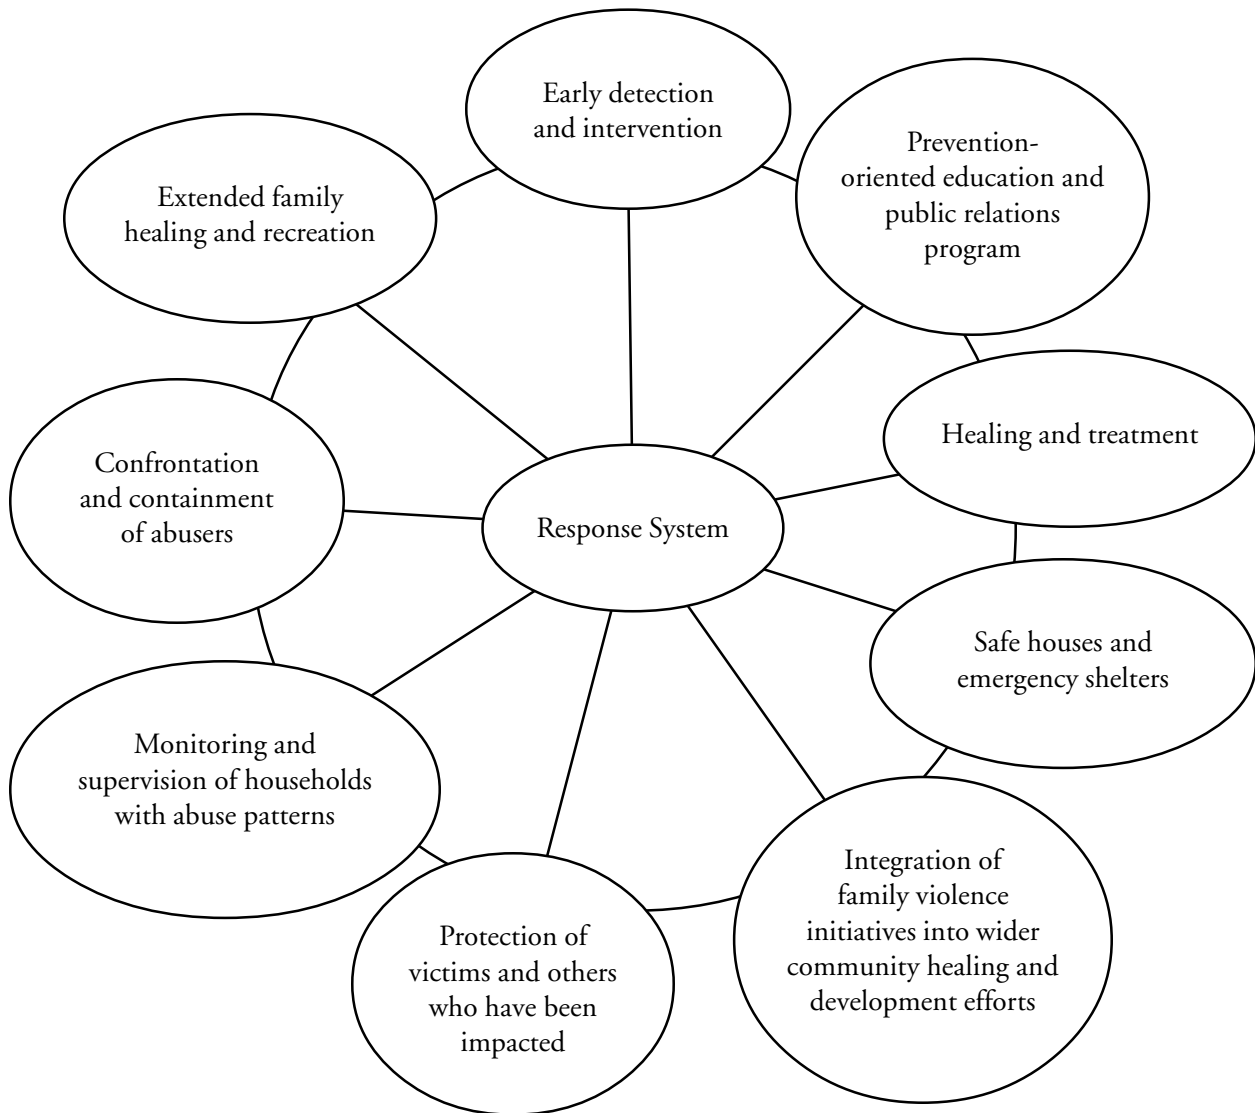 Early detection
and intervention
Prevention-
oriented education and
public relations
program
Extended family
healing and recreation
Healing and treatment
Confrontation
and containment
of abusers
Response System
Safe houses and
emergency shelters
Monitoring and
supervision of households
with abuse patterns
Integration of
family violence
initiatives into wider
community healing and
development efforts
Protection of
victims and others
who have been
impacted